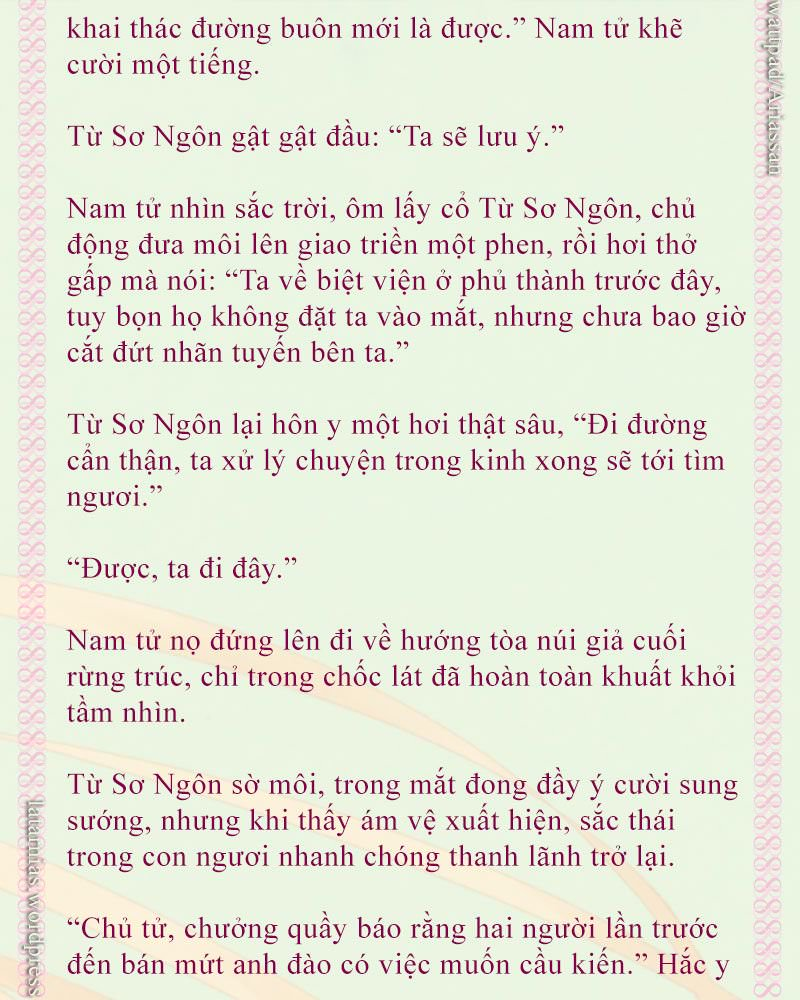 khai thác đường buôn mới là được.” Nam tử khẽ
cười một tiếng.
Từ Sơ Ngôn gật gật đầu: “Ta sẽ lưu ý.”
Nam tử nhìn sắc trời, ôm lấy cổ Từ Sơ Ngôn, chủ
động đưa môi lên giao triền một phen, rồi hơi thở
gấp mà nói: “Ta về biệt viện ở phủ thành trước đây,
tuy bọn họ không đặt ta vào mắt, nhưng chưa bao giờ
cắt đứt nhãn tuyến bên ta.”
Từ Sơ Ngôn lại hôn y một hơi thật sâu, “Đi đường
cẩn thận, ta xử lý chuyện trong kinh xong sẽ tới tìm
ngươi.”
“Được, ta đi đây.”
Nam tử nọ đứng lên đi về hướng tòa núi giả cuối
rừng trúc, chỉ trong chốc lát đã hoàn toàn khuất khỏi
tầm nhìn.
Từ Sơ Ngôn sờ môi, trong mắt đong đầy ý cười sung
sướng, nhưng khi thấy ám vệ xuất hiện, sắc thái
trong con ngươi nhanh chóng thanh lãnh trở lại.
“Chủ tử, chưởng quầy báo rằng hai người lần trước
đến bán mứt anh đào có việc muốn cầu kiến.” Hắc y
wattpad/Ariassan
latarnias.wordpress